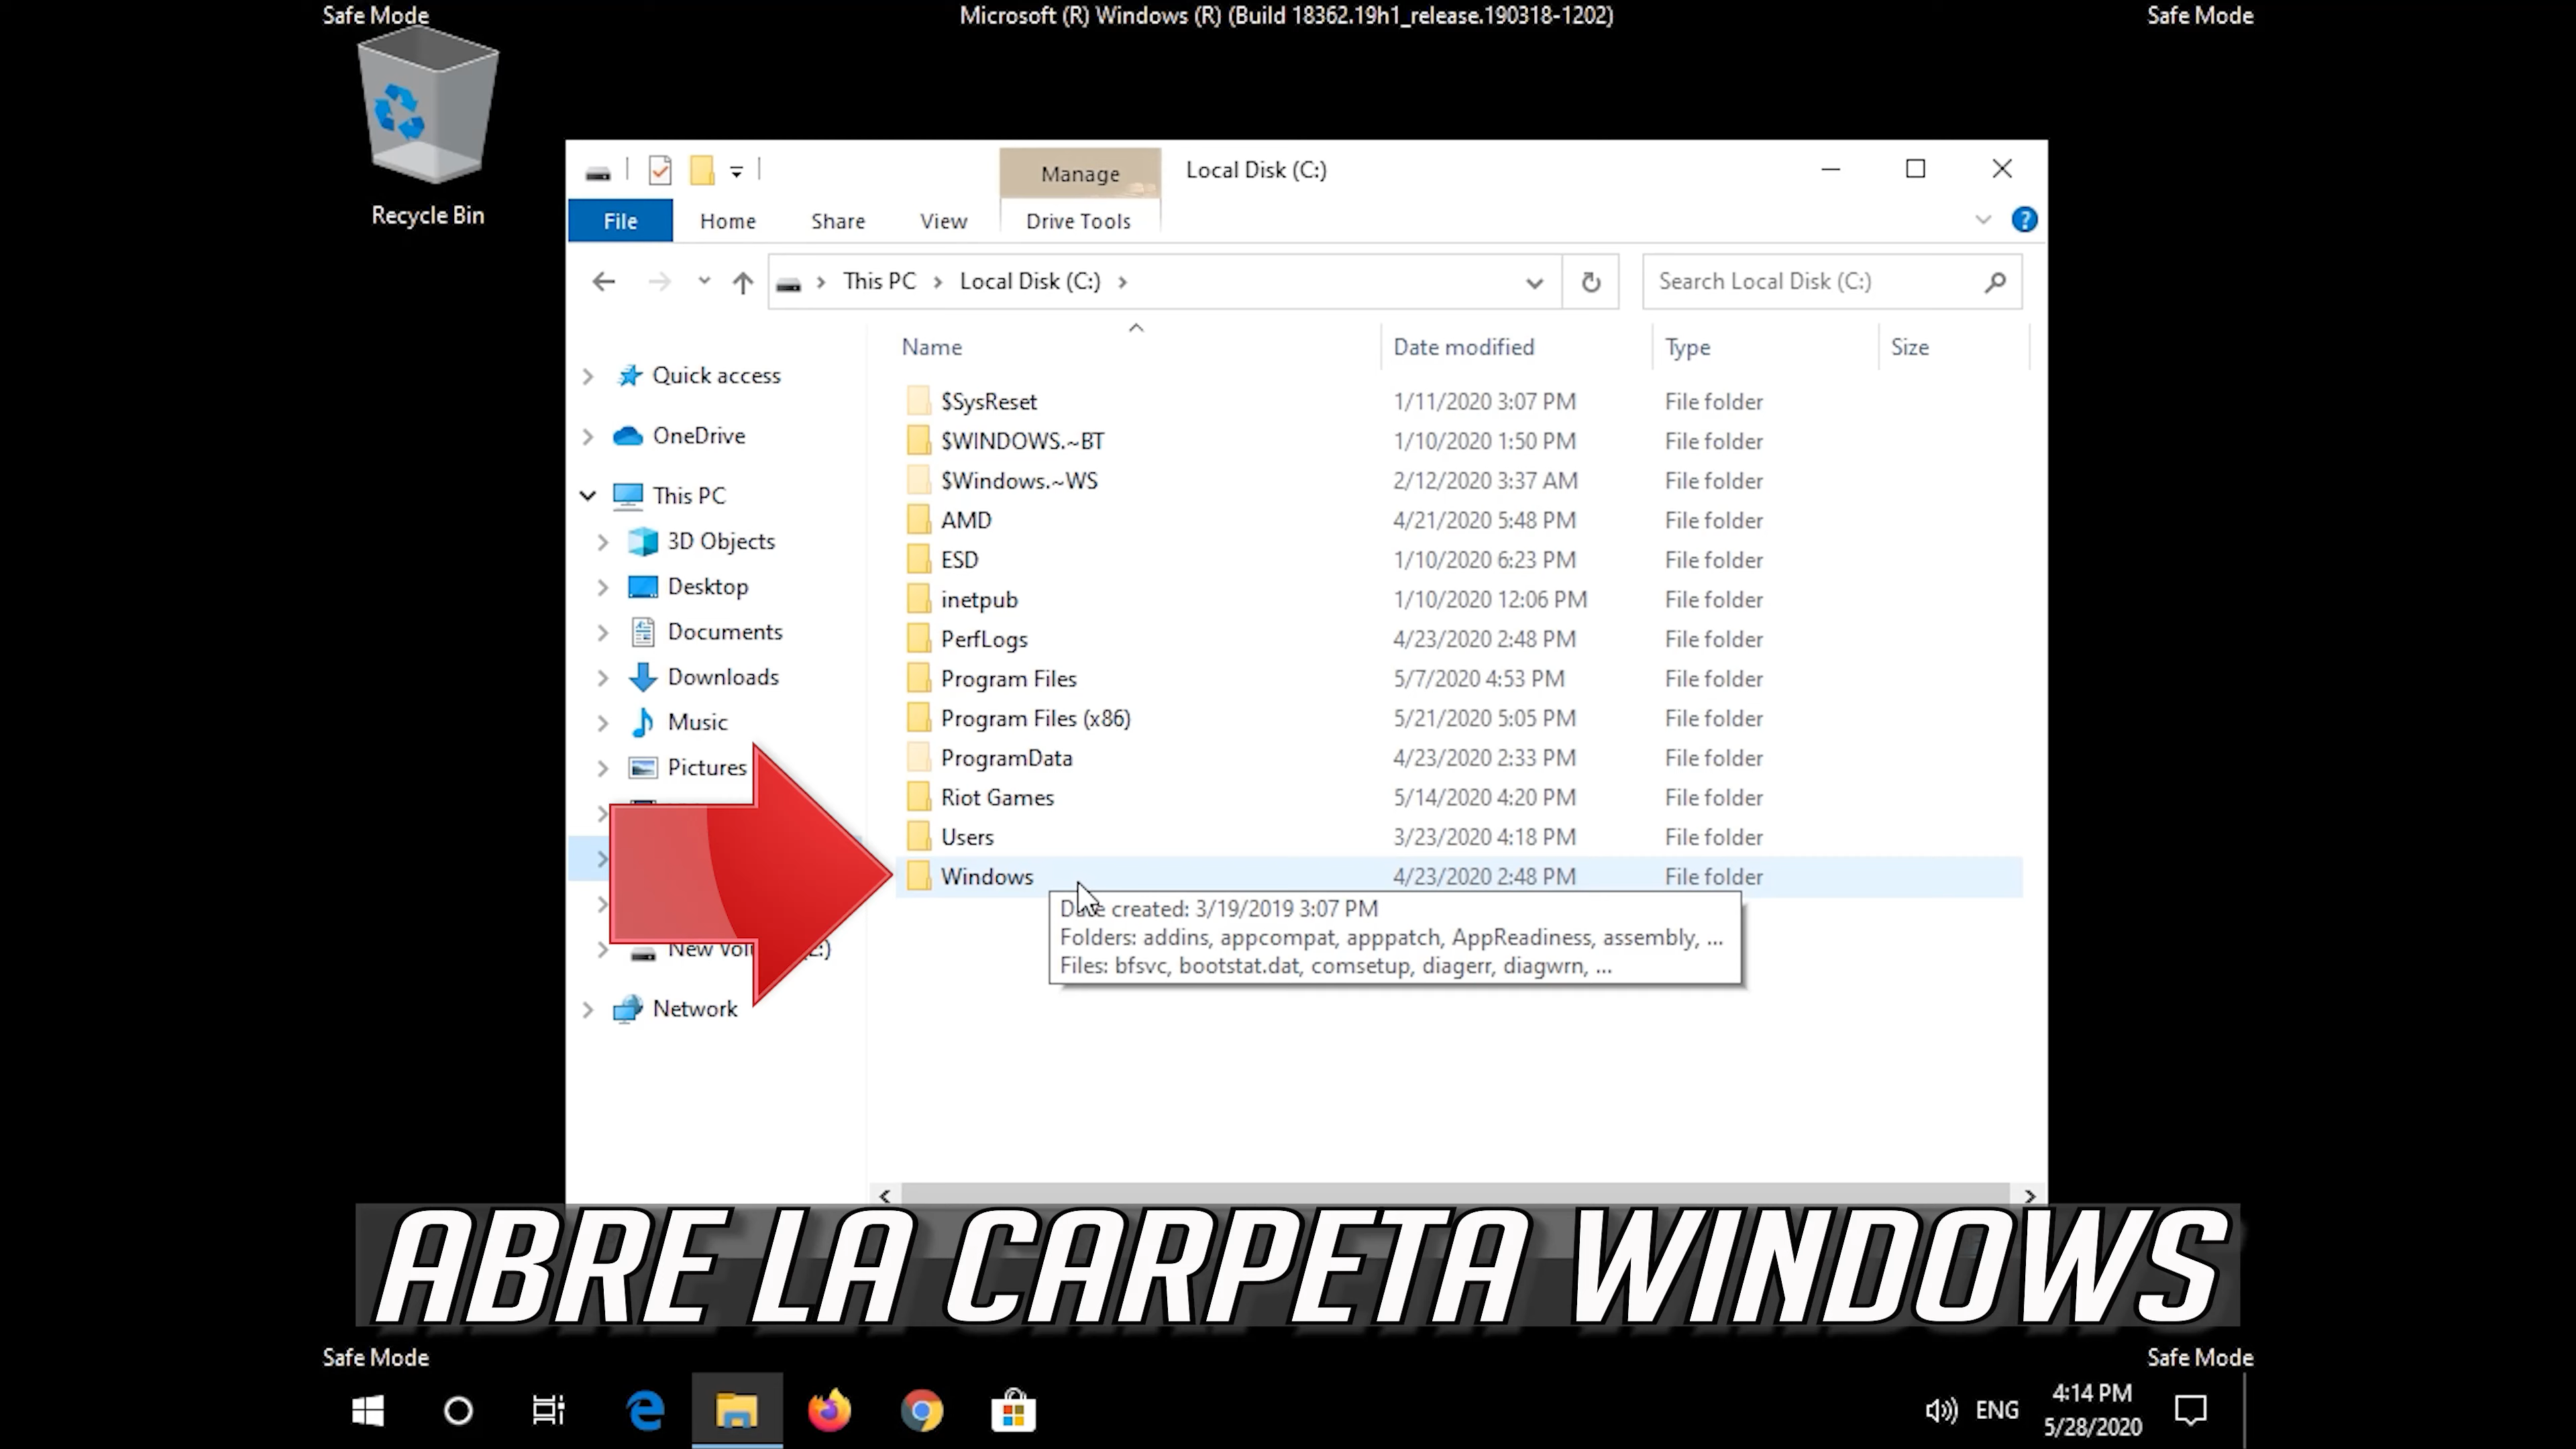 Safe Mode
Microsoft (R) Windows (R) (Build 18362.19h1_release.190318-1202)
Safe Mode
Recycle Bin
Manage
Local Disk (C:)
File
Home
Share
View
Drive Tools
This PC
Local Disk (C:)
Search Local Disk (C:)
Name
Date modified
Type
Size
Quick access
OneDrive
This PC
3D Objects
Desktop
Documents
Downloads
Music
Pictures
Network
$SysReset 1/11/2020 3:07 PM File folder
$WINDOWS.~BT 1/10/2020 1:50 PM File folder
$Windows.~WS 2/12/2020 3:37 AM File folder
AMD 4/21/2020 5:48 PM File folder
ESD 1/10/2020 6:23 PM File folder
inetpub 1/10/2020 12:06 PM File folder
PerfLogs 4/23/2020 2:48 PM File folder
Program Files 5/7/2020 4:53 PM File folder
Program Files (x86) 5/21/2020 5:05 PM File folder
ProgramData 4/23/2020 2:33 PM File folder
Riot Games 5/14/2020 4:20 PM File folder
Users 3/23/2020 4:18 PM File folder
Windows 4/23/2020 2:48 PM File folder
Date created: 3/19/2019 3:07 PM
Folders: addins, appcompat, apppatch, AppReadiness, assembly, ...
Files: bfsvc, bootstat.dat, comsetup, diagerr, diagwrn, ...
ABRE LA CARPETA WINDOWS
Safe Mode
Safe Mode
ENG
4:14 PM
5/28/2020